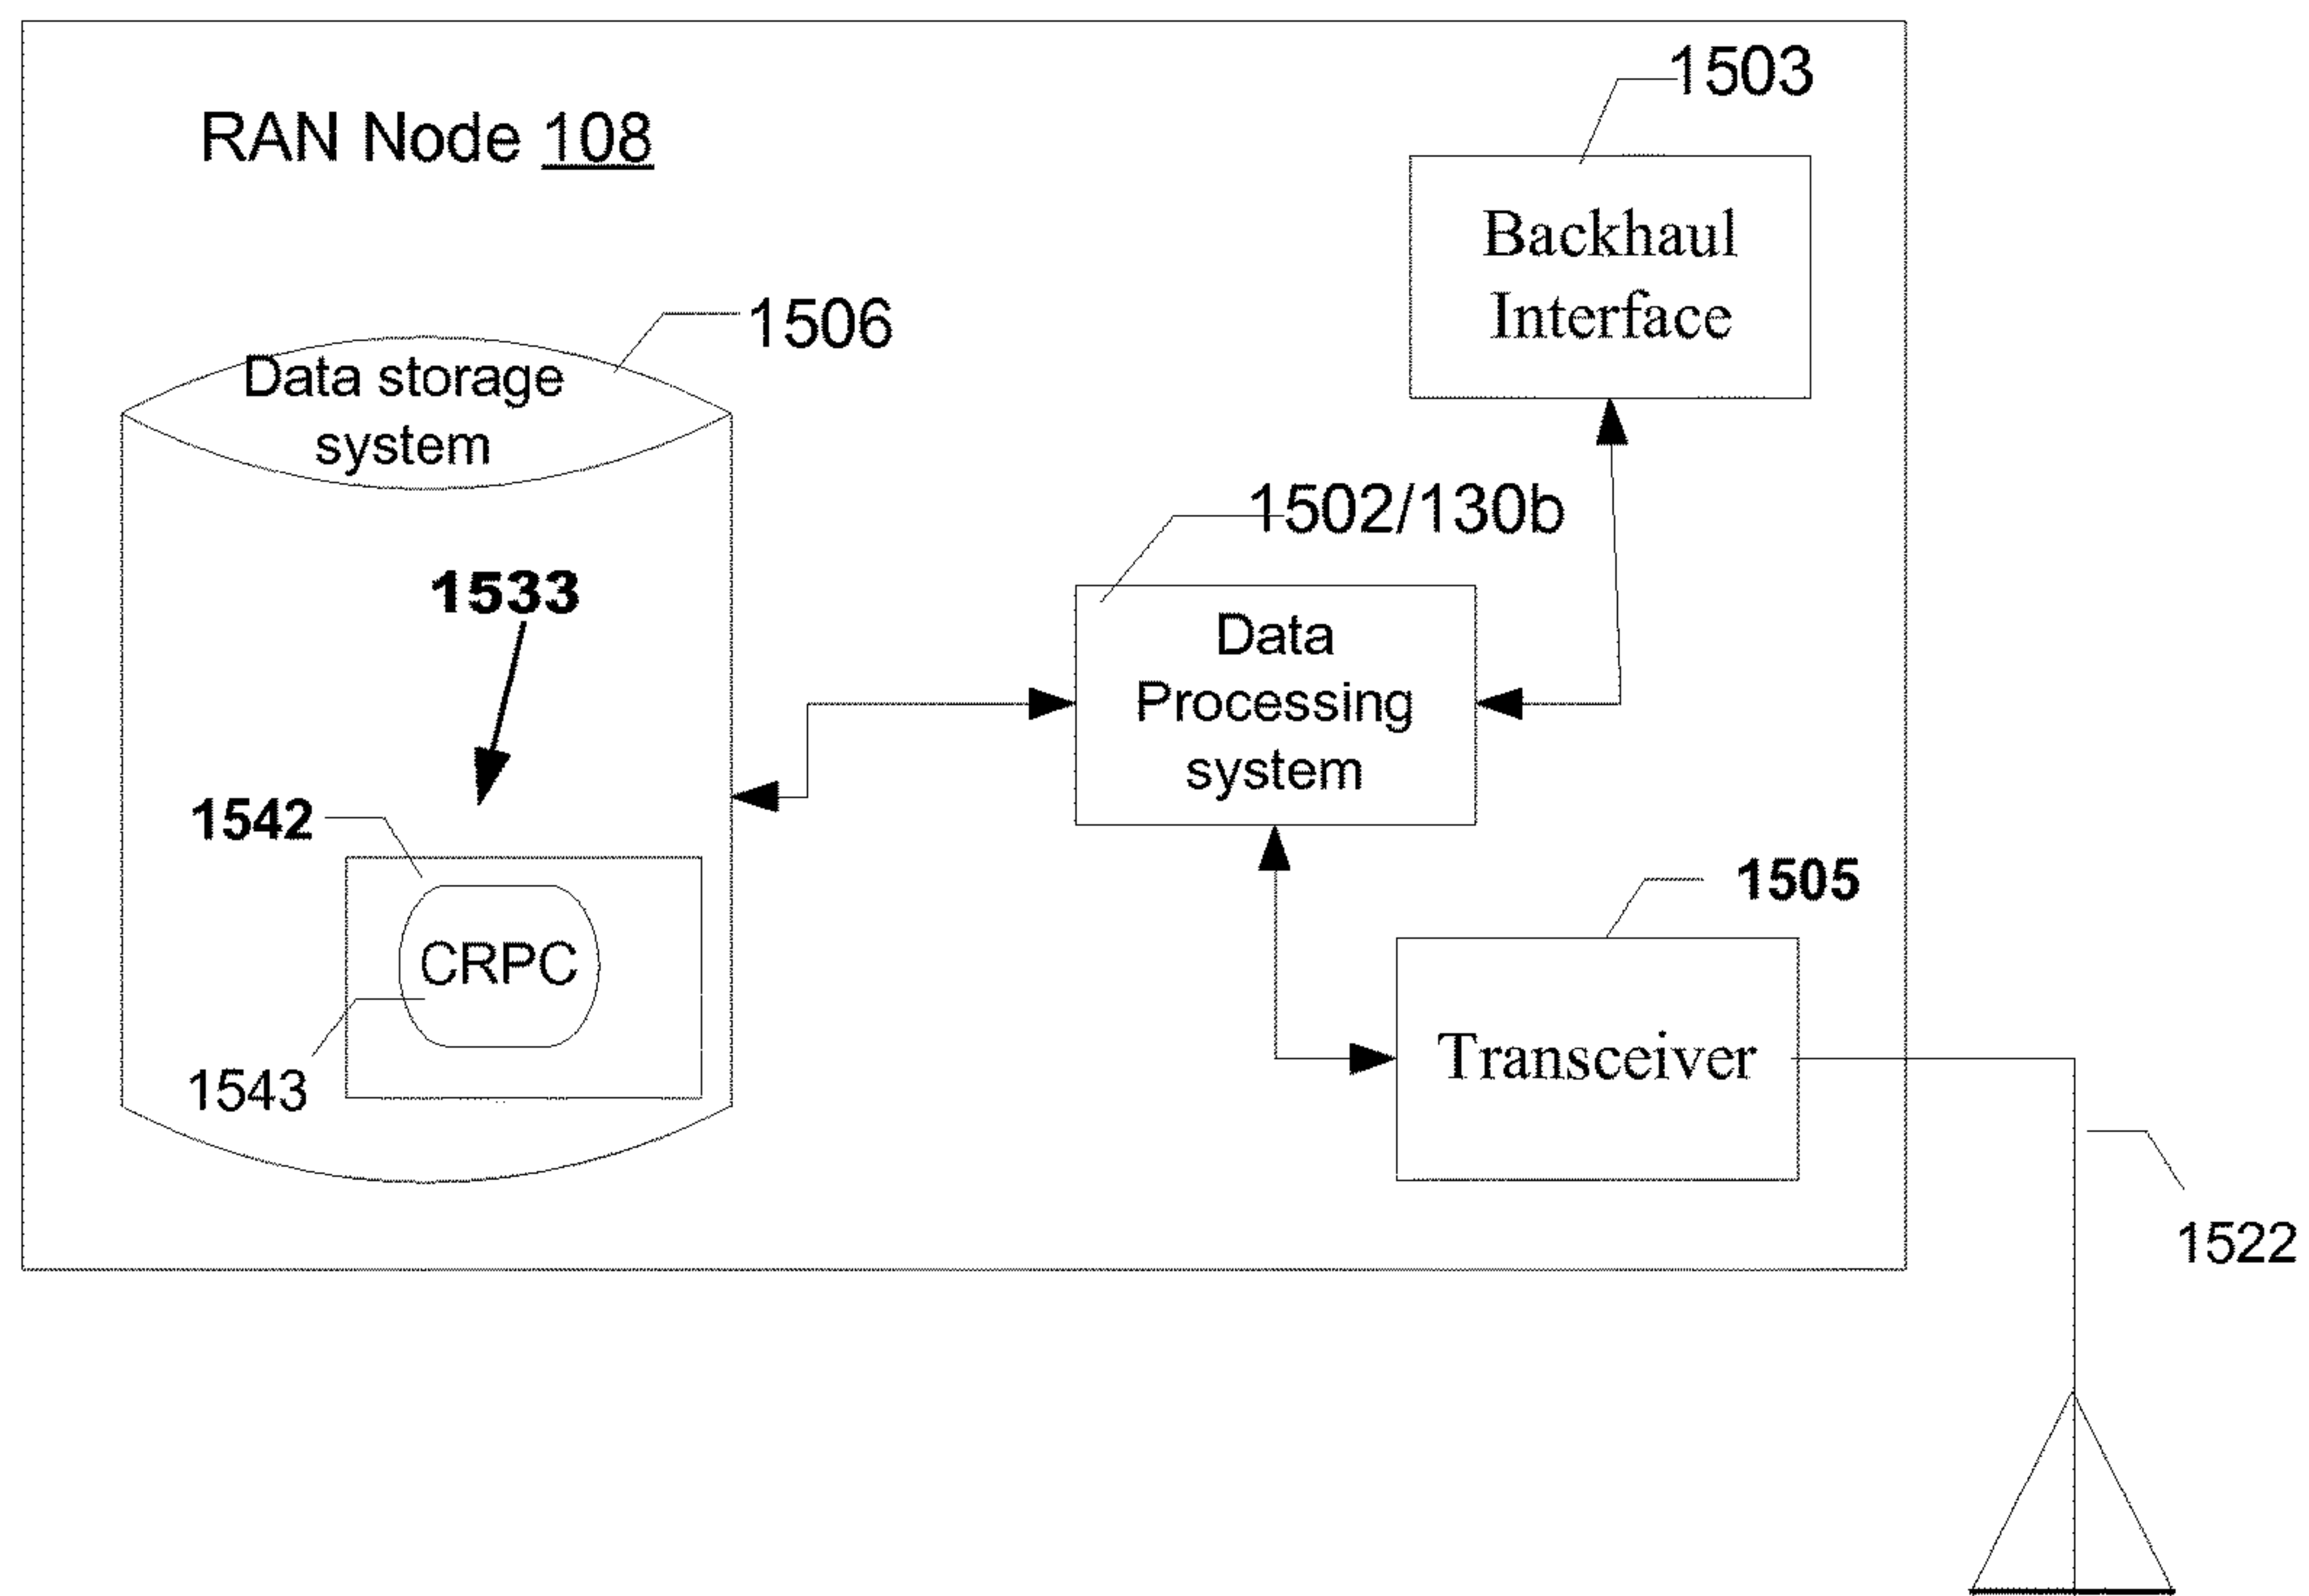 1503
RAN Node 108
Backhaul
Interface
1506
Data storage
system
1502/130b
1533
Data
Processing
system
1542
1505
CRPC
Transceiver
1543
1522